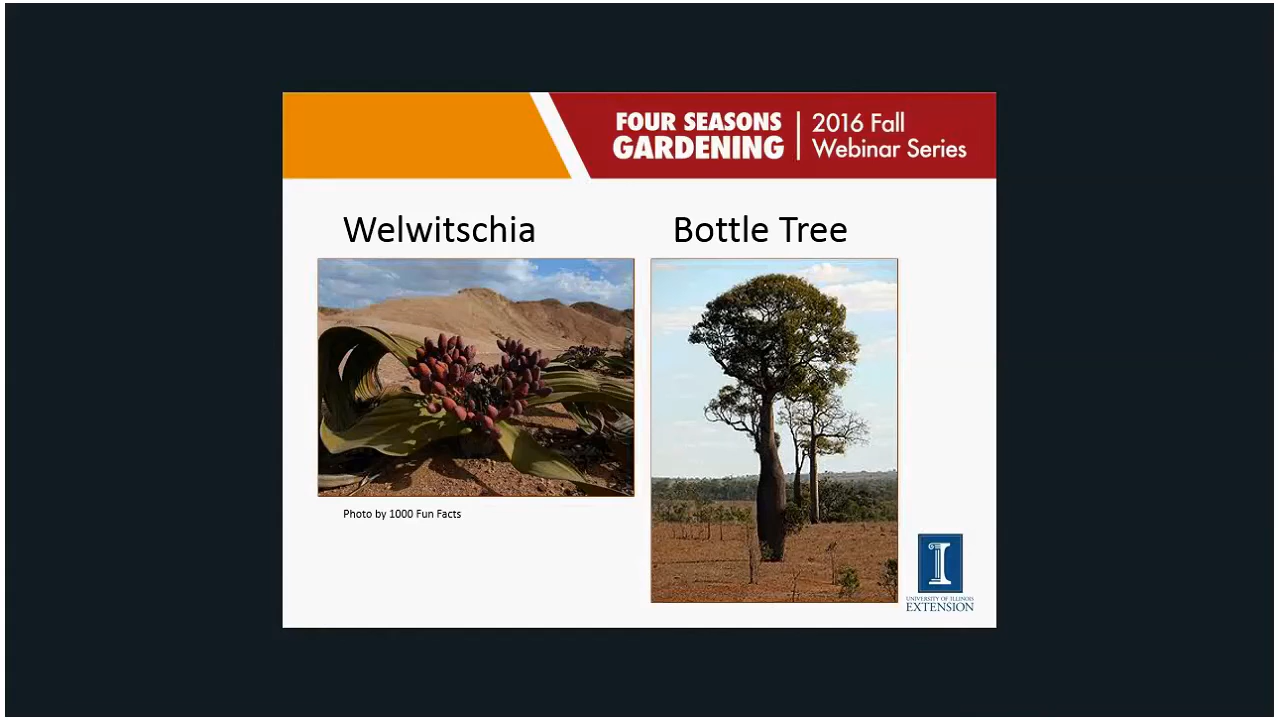 FOUR SEASONS
GARDENING
2016 Fall
Webinar Series
Welwitschia
Bottle Tree
Photo by 1000 Fun Facts
I
UNIVERSITY OF ILLINOIS
EXTENSION